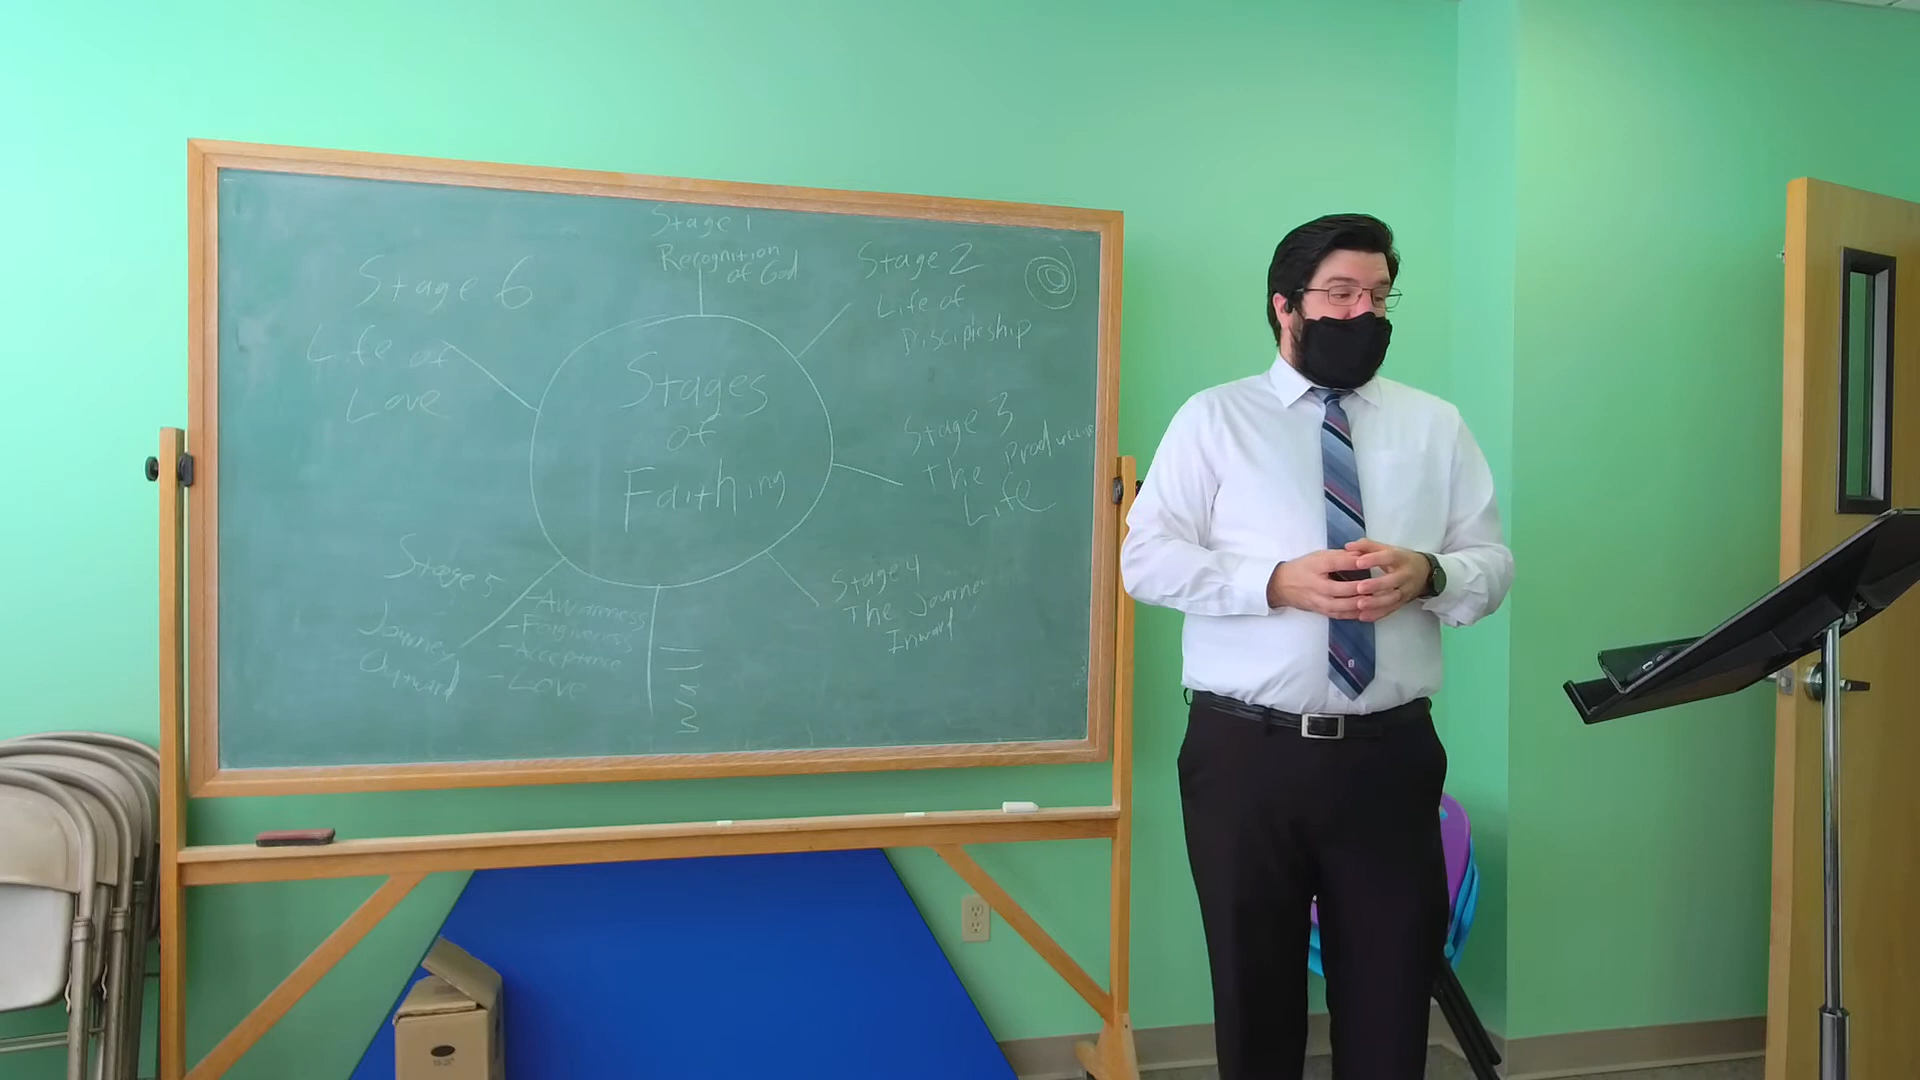 Stages
of
Faithing
Stage 1
Recognition
of God
Stage 2
Life of
Discipleship
Stage 3
The
Life
Stage 4
The Journey
Inward
Stage 5
Journey
Outward
- Awareness
- Forgiveness
- Acceptance
- Love
Stage 6
Life of
Love